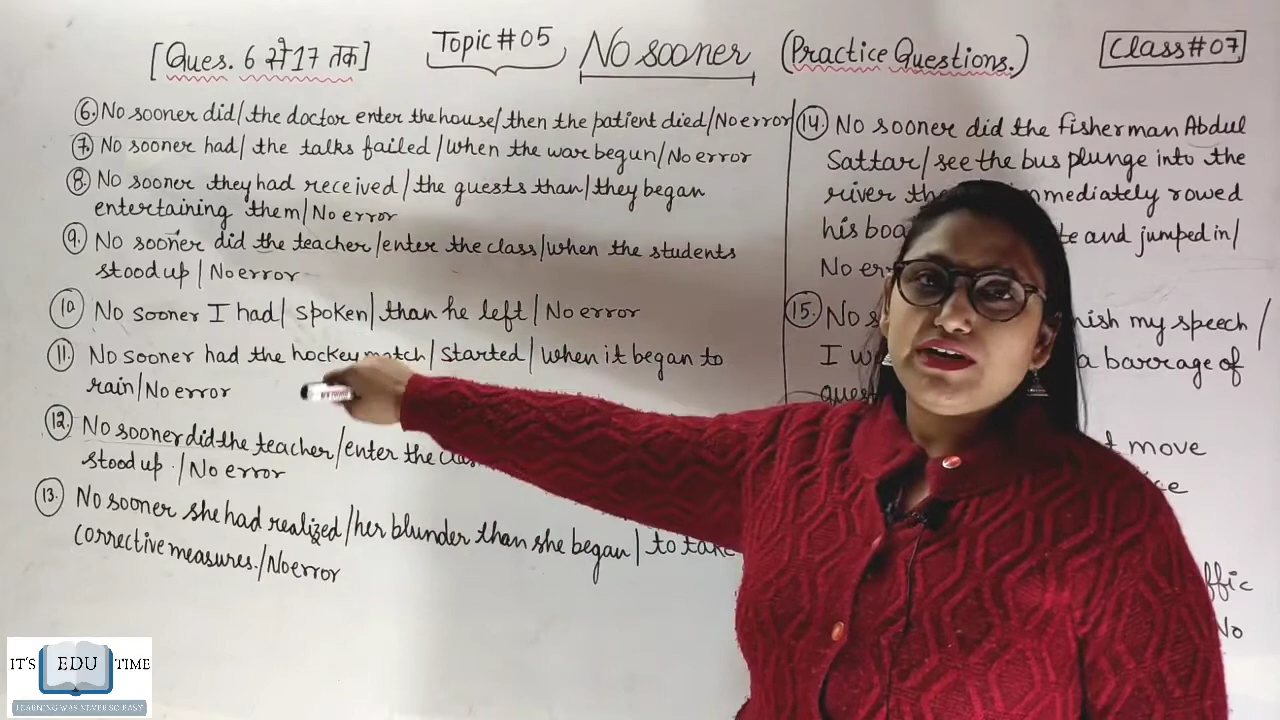 [Ques. 6 से 17 तक] Topic #05 No sooner (Practice Questions.) Class #07
6. No sooner did/ the doctor enter the house/ then the patient died/ No error
7. No sooner had/ the talks failed /when the war begun/ No error
8. No sooner they had received / the guests than/ they began
entertaining them/ No error
9. No sooner did the teacher /enter the class/when the students
stood up / No error
10. No sooner I had/ spoken/ than he left / No error
11. No sooner had the hockey match/ started/ when it began to
rain/ No error
12. No sooner did the teacher/ enter the
stood up. / No error
13. No sooner she had realized /her blunder than she began/ to take
corrective measures./No error
14. No sooner did the fisherman Abdul
Sattar/ see the bus plunge into the
river immediately rowed
his and jumped in/
No
15. No my speech /
I a barrage of
move
No
IT'S EDU TIME
LEARNING WAS NEVER SO EASY